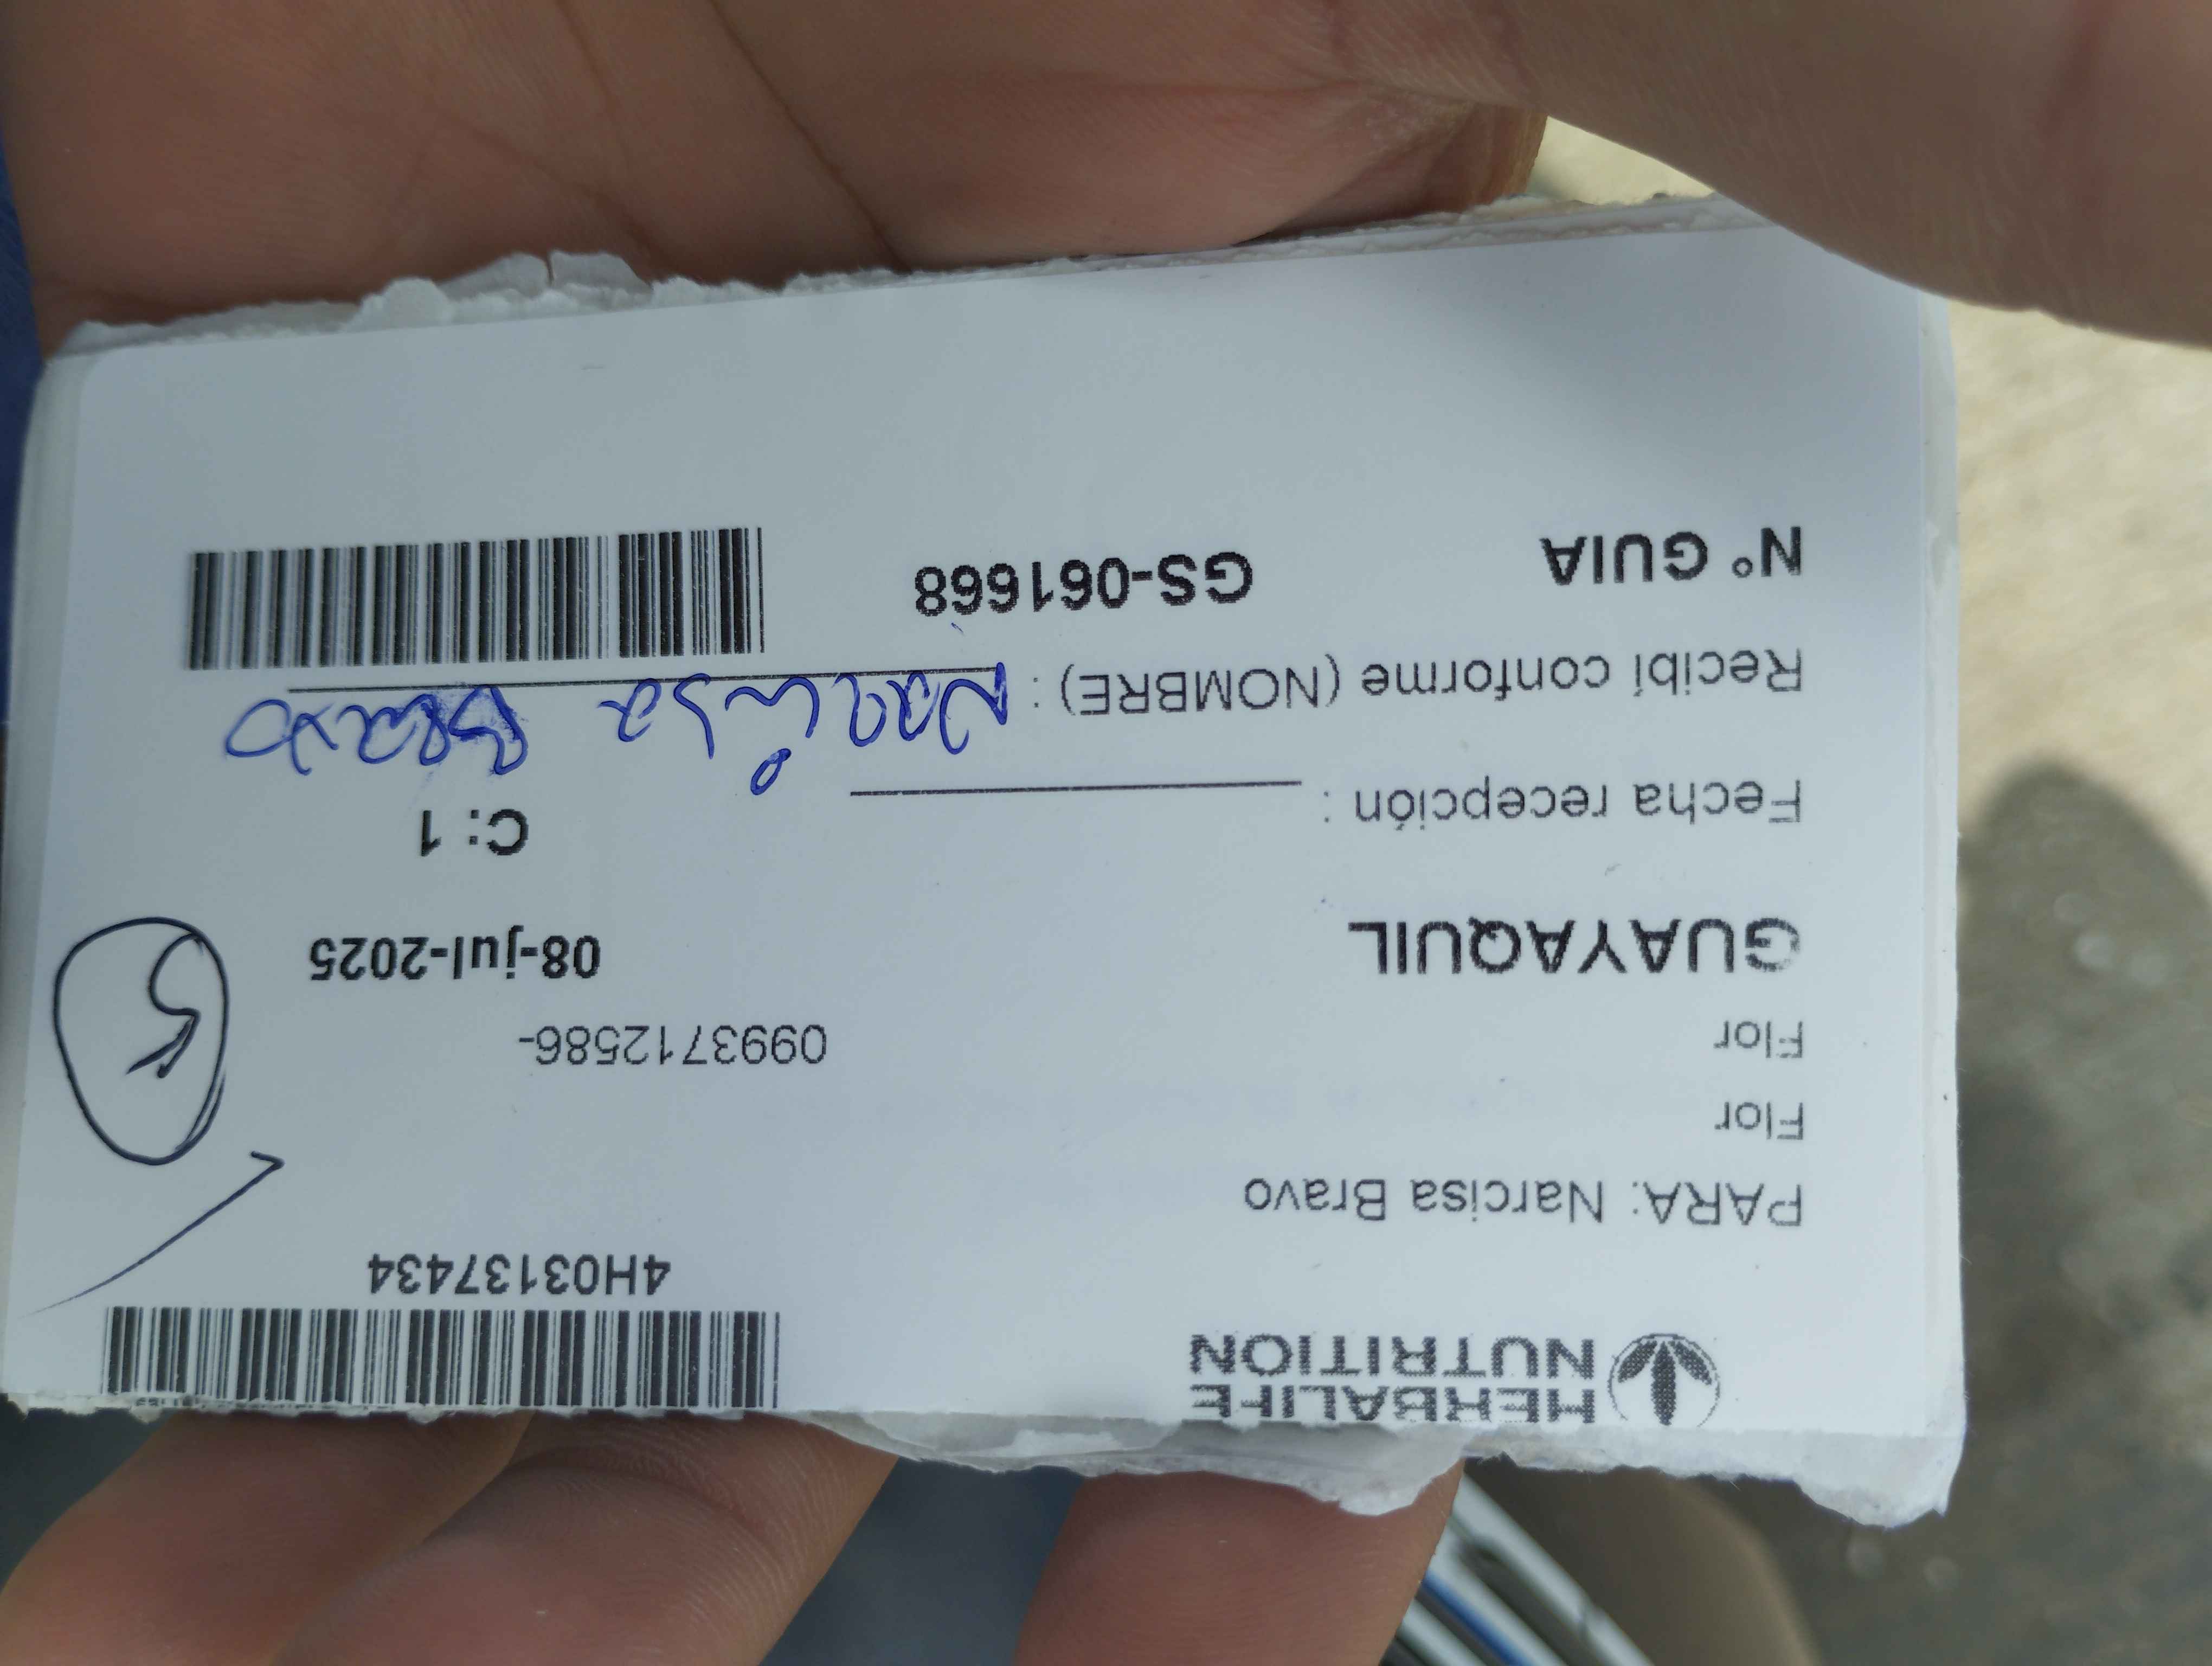 HERBALIFE
NUTRITION
4H03137434
PARA: Narcisa Bravo
Flor
Flor 0993712586-
GUAYAQUIL 08-jul-2025
C: 1
Fecha recepción :
Recibí conforme (NOMBRE) : Narcisa Bravo
N° GUIA GS-061668